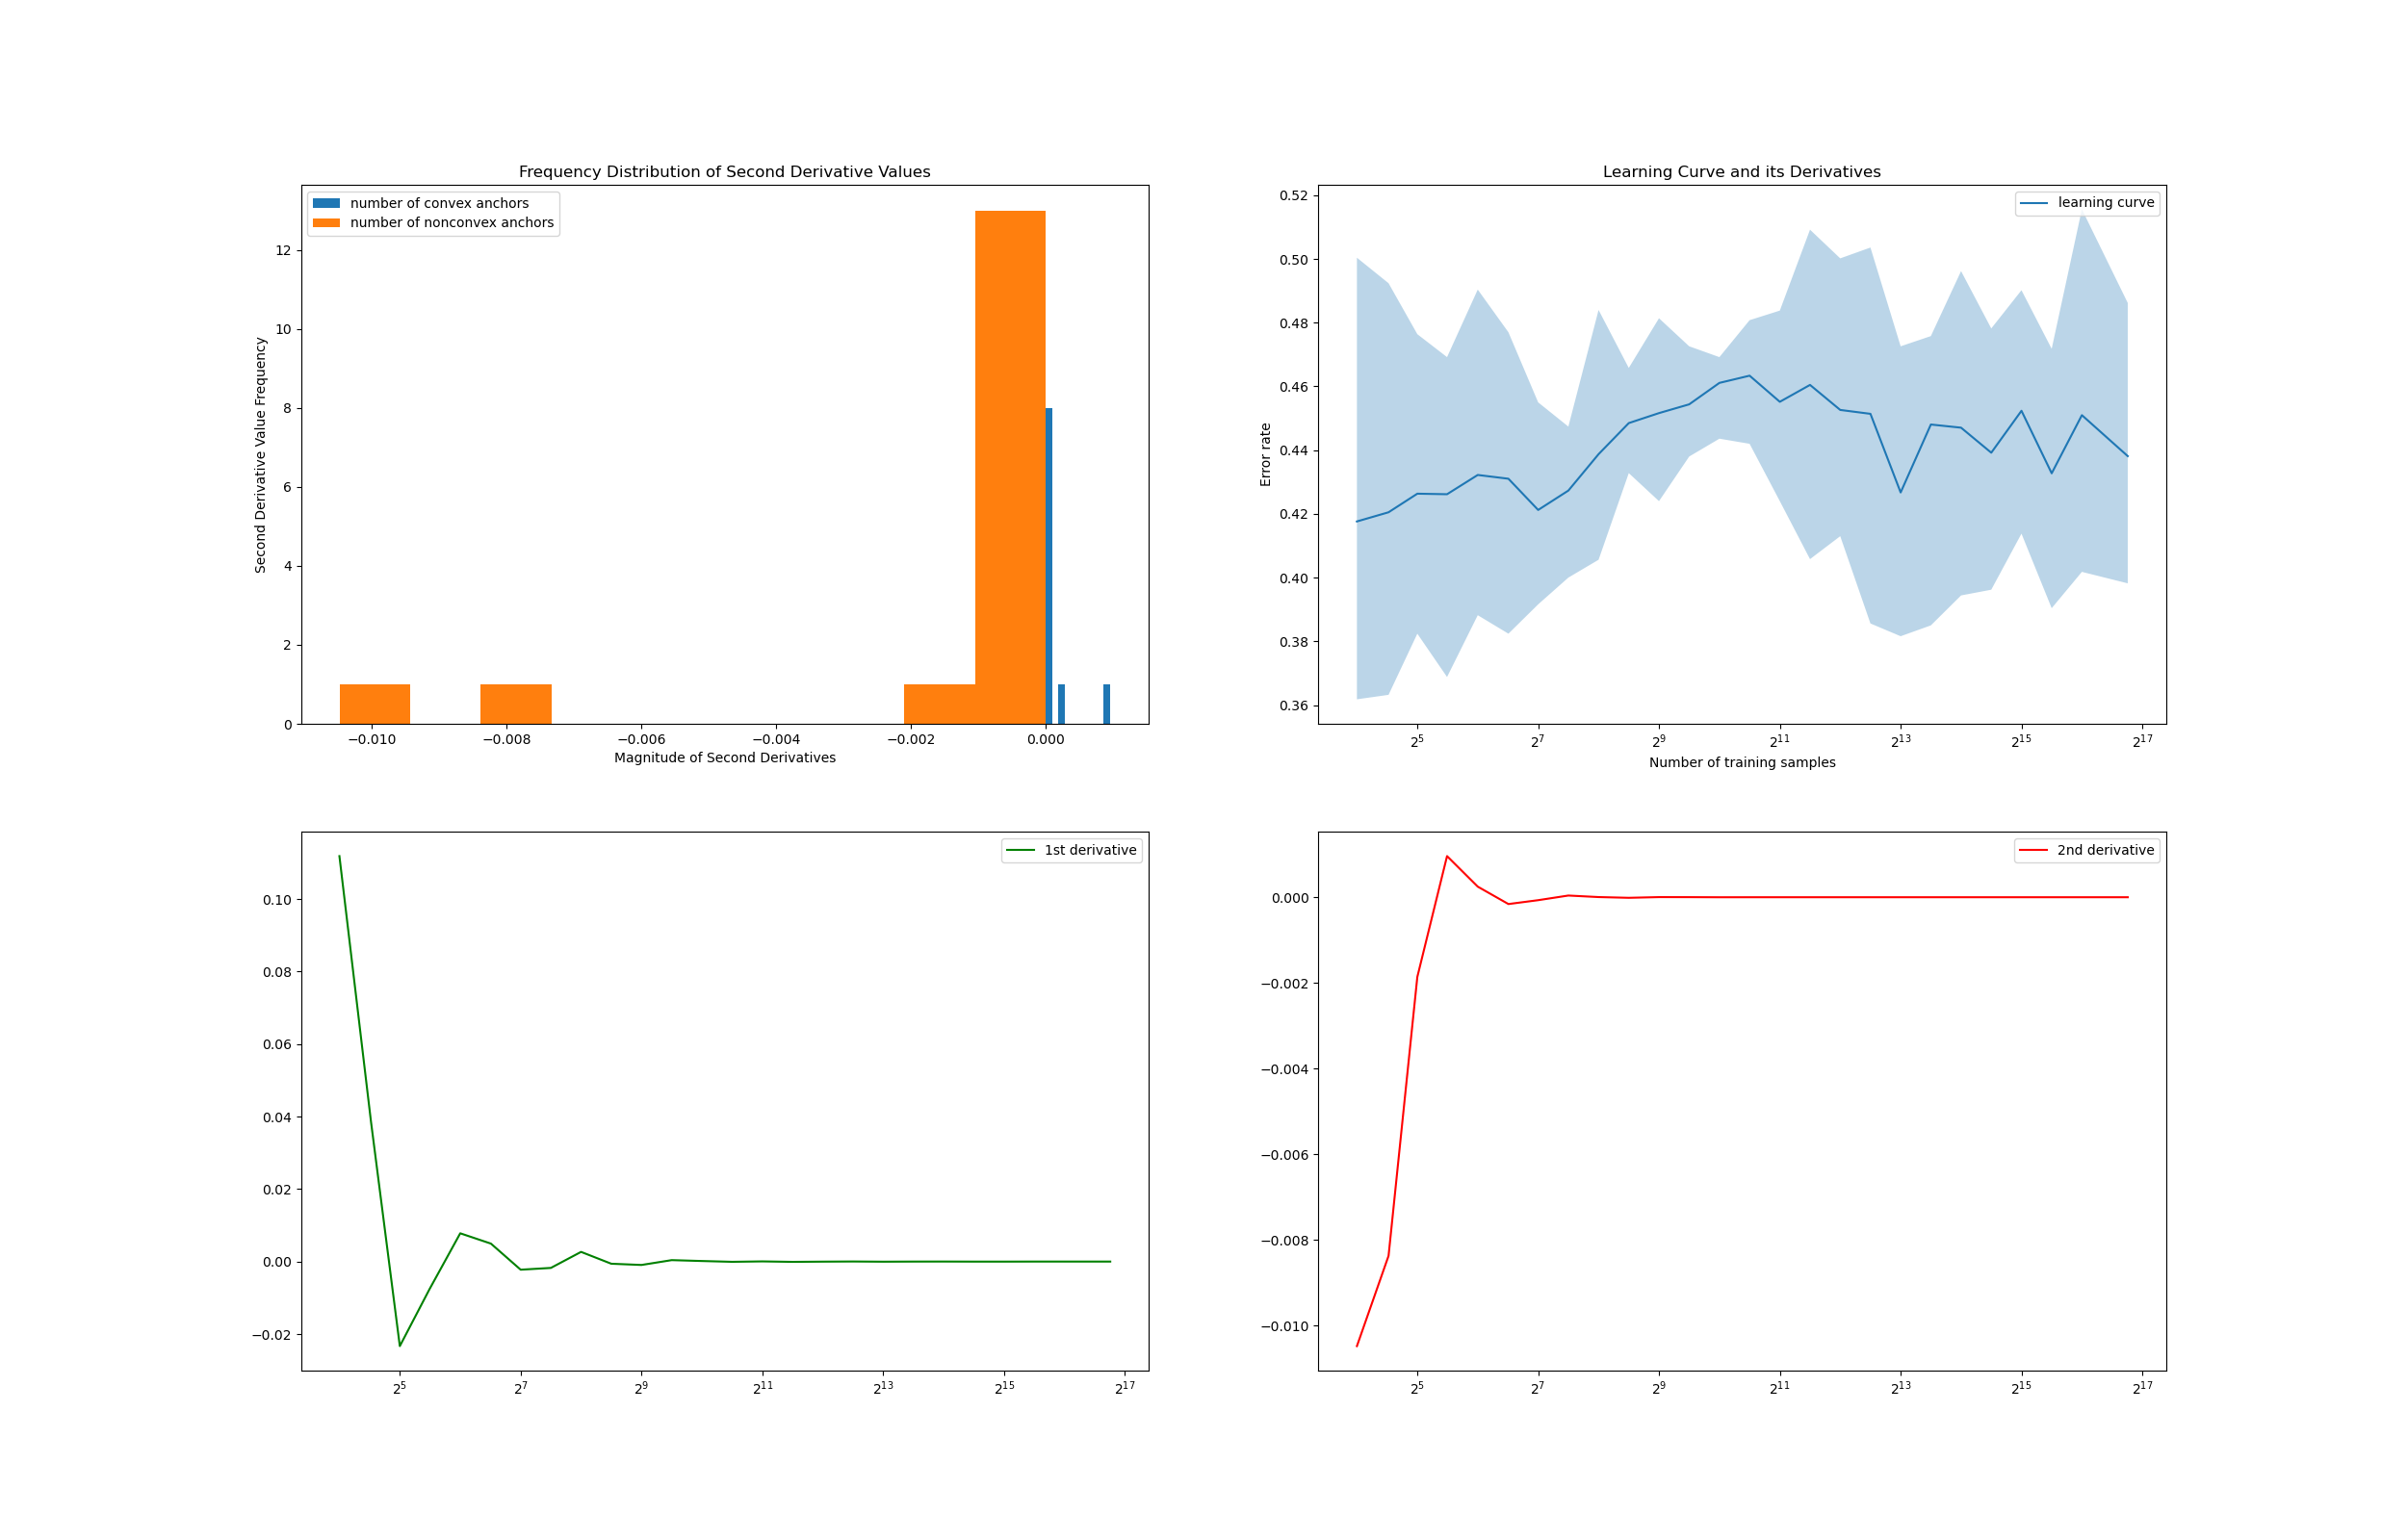 Frequency Distribution of Second Derivative Values
number of convex anchors
number of nonconvex anchors
12
10
8
6
4
2
0
Second Derivative Value Frequency
−0.010 −0.008 −0.006 −0.004 −0.002 0.000
Magnitude of Second Derivatives
Learning Curve and its Derivatives
learning curve
0.52
0.50
0.48
0.46
0.44
0.42
0.40
0.38
0.36
Error rate
2^5 2^7 2^9 2^11 2^13 2^15 2^17
Number of training samples
1st derivative
0.10
0.08
0.06
0.04
0.02
0.00
−0.02
2^5 2^7 2^9 2^11 2^13 2^15 2^17
2nd derivative
0.000
−0.002
−0.004
−0.006
−0.008
−0.010
2^5 2^7 2^9 2^11 2^13 2^15 2^17